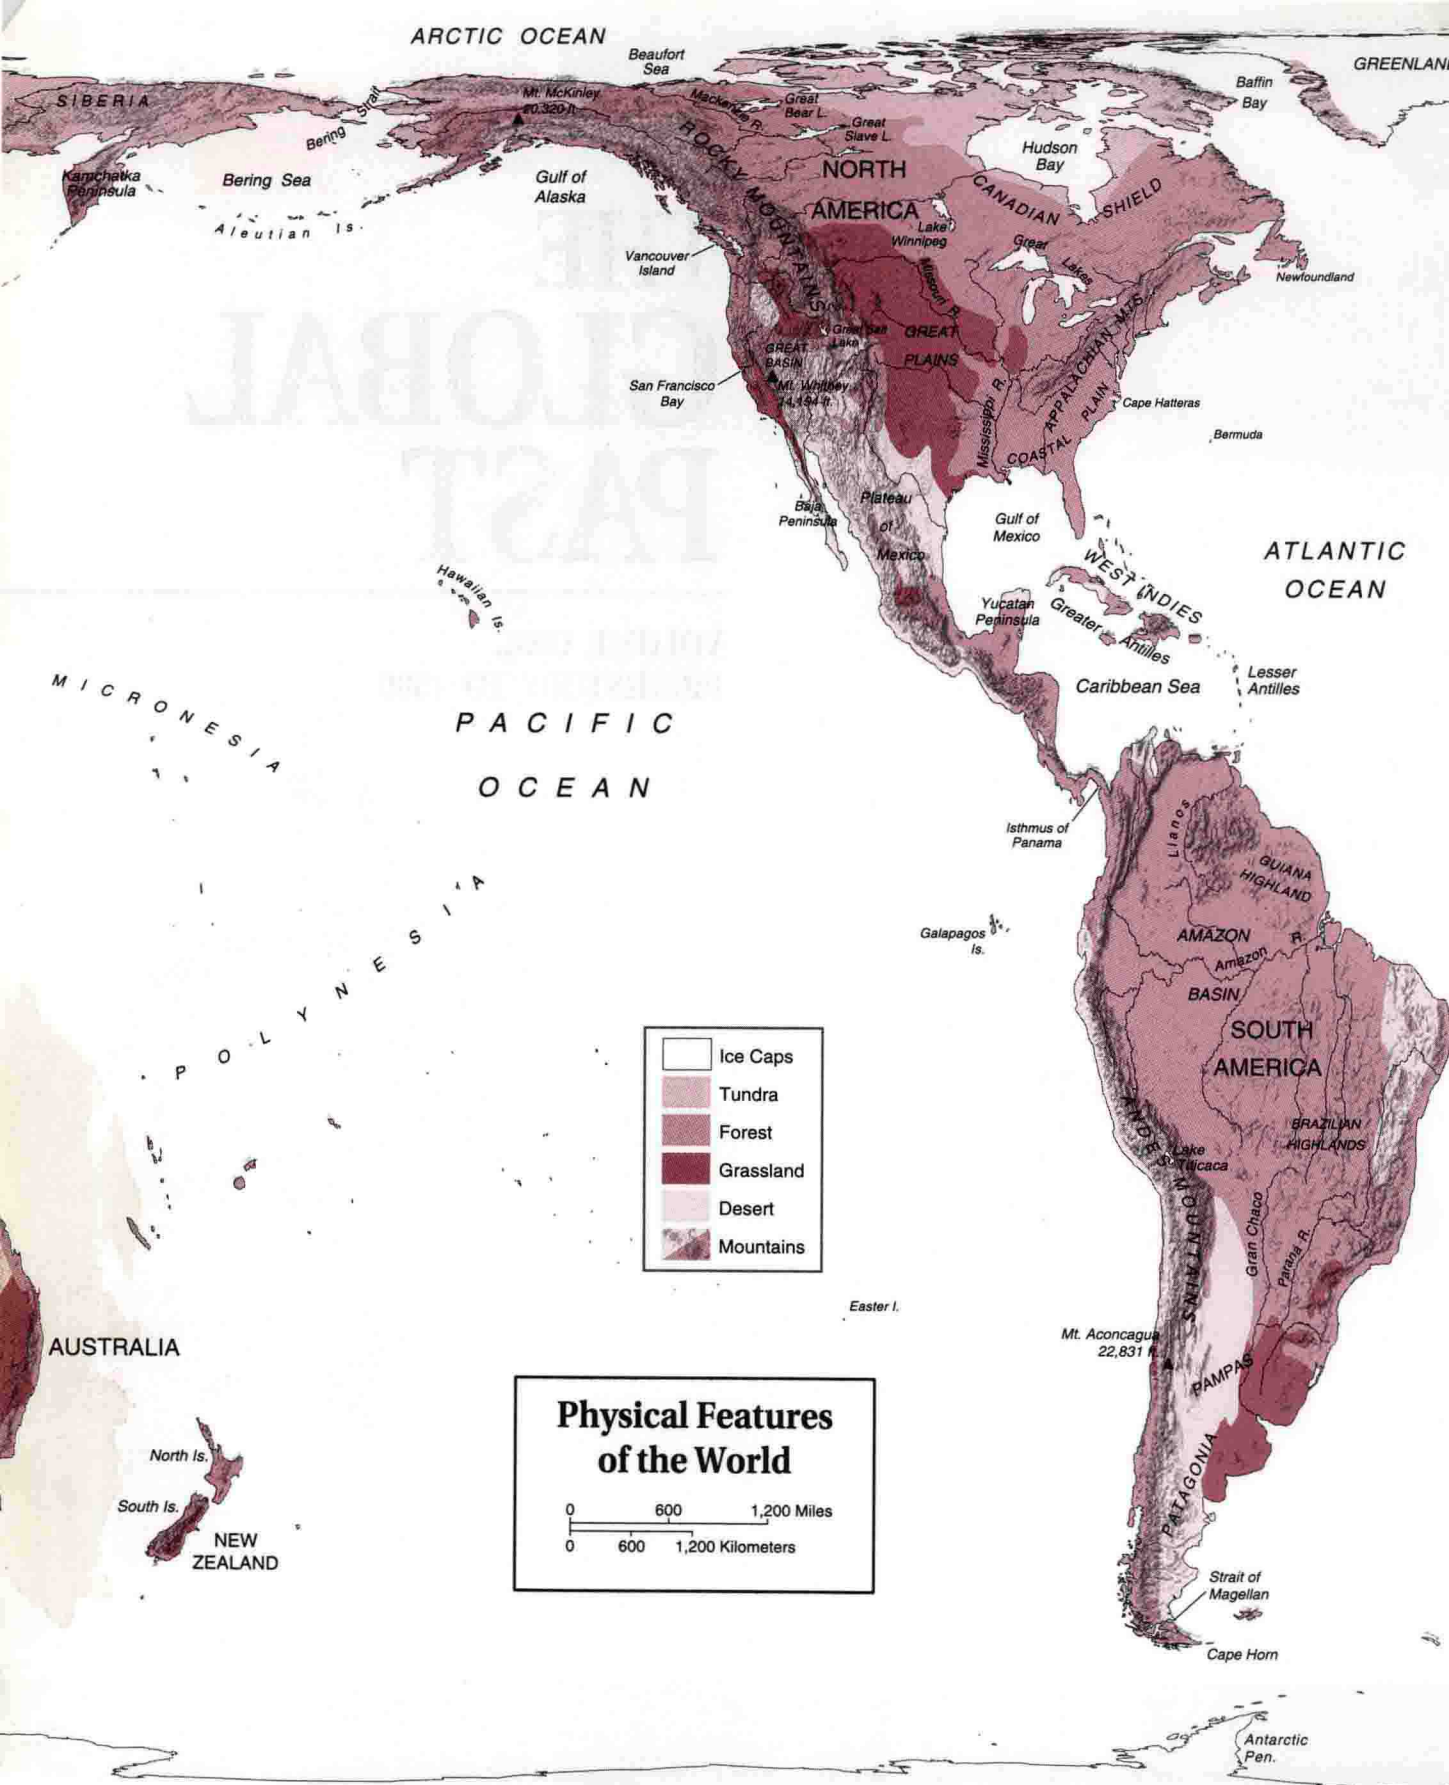 ARCTIC OCEAN
Beaufort
Sea
GREENLAN
Baffin
Bay
SIBERIA
Bering Strait
Mt. McKinley
20,320 ft.
Mackenzie R.
Great
Bear L.
Great
Slave L.
Hudson
Bay
Kamchatka
Peninsula
Bering Sea
Gulf of
Alaska
ROCKY MOUNTAINS
NORTH
AMERICA
CANADIAN SHIELD
Aleutian Is.
Lake
Winnipeg
Great Lakes
Vancouver
Island
Newfoundland
Missouri R.
Great Salt
Lake
GREAT
PLAINS
GREAT
BASIN
APPALACHIAN MTS.
San Francisco
Bay
Mt. Whitney
14,494 ft.
Mississippi R.
COASTAL PLAIN
Cape Hatteras
Bermuda
Baja
Peninsula
Plateau
of
Mexico
Gulf of
Mexico
ATLANTIC
OCEAN
WEST INDIES
Hawaiian Is.
Yucatan
Peninsula
Greater Antilles
Lesser
Antilles
Caribbean Sea
MICRONESIA
PACIFIC
OCEAN
Isthmus of
Panama
Llanos
GUIANA
HIGHLAND
POLYNESIA
Galapagos
Is.
AMAZON
BASIN
Amazon R.
SOUTH
AMERICA
Ice Caps
Tundra
Forest
Grassland
Desert
Mountains
ANDES MOUNTAINS
BRAZILIAN
HIGHLANDS
Lake
Titicaca
Gran Chaco
Paraná R.
Easter I.
AUSTRALIA
Mt. Aconcagua
22,831 ft.
PAMPAS
PATAGONIA
Physical Features
of the World
0 600 1,200 Miles
0 600 1,200 Kilometers
North Is.
South Is.
NEW
ZEALAND
Strait of
Magellan
Cape Horn
Antarctic
Pen.
THE
GLOBAL
PAST